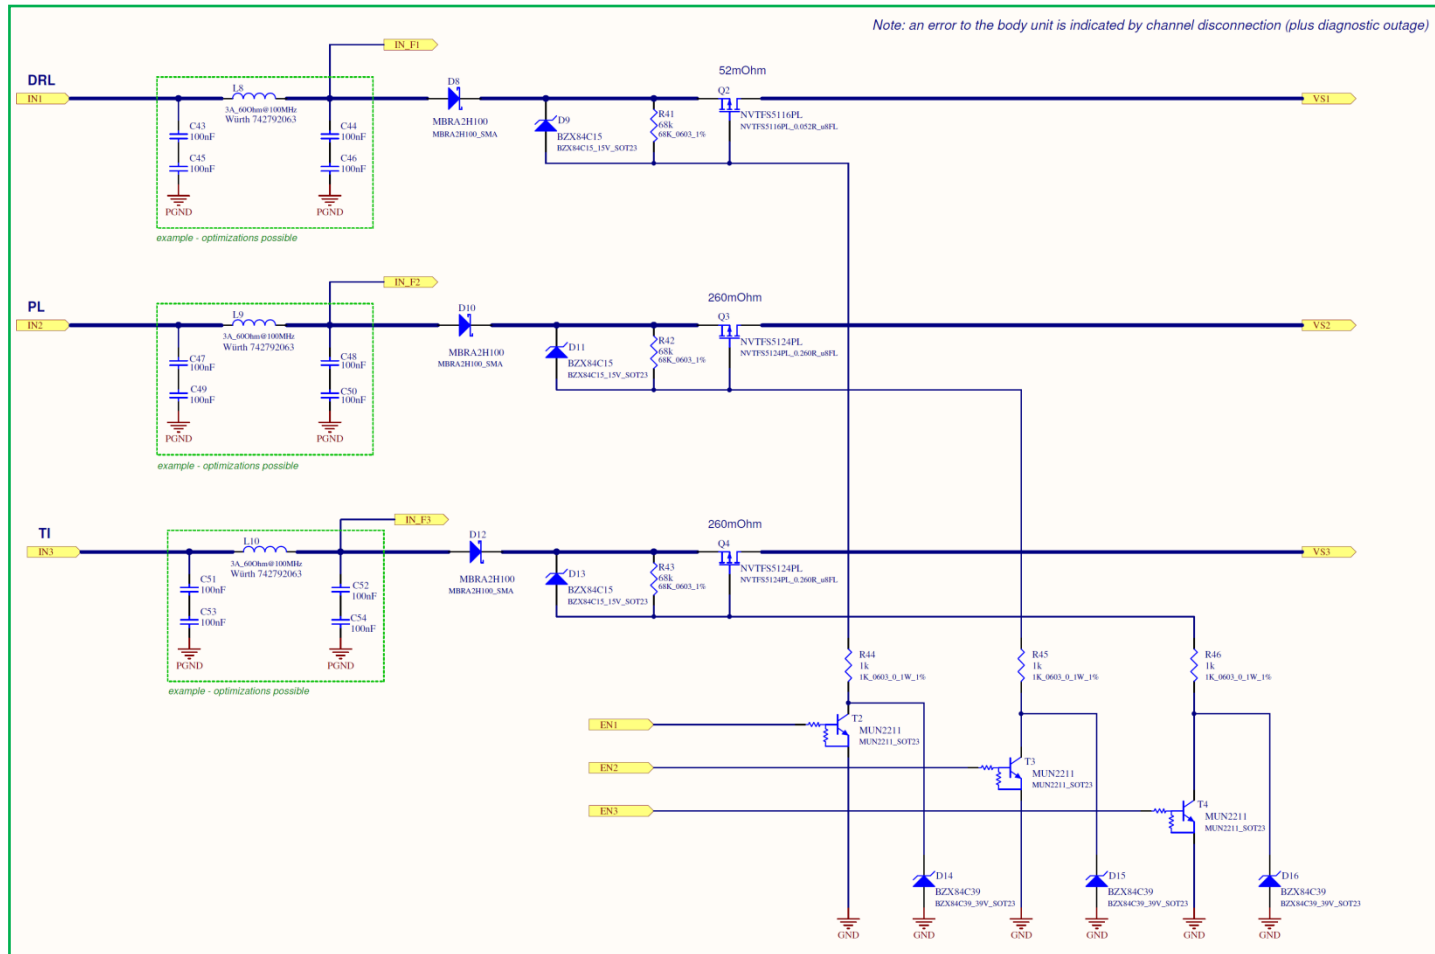 Note: an error to the body unit is indicated by channel disconnection (plus diagnostic outage)
IN_F1
DRL
IN1
L8
3A_60Ohm@100MHz
Würth 742792063
C43
100nF
C45
100nF
PGND
C44
100nF
C46
100nF
PGND
example - optimizations possible
D8
MBRA2H100
MBRA2H100_SMA
D9
BZX84C15
BZX84C15_15V_SOT23
R41
68k
68K_0603_1%
52mOhm
Q2
NVTFS5116PL
NVTFS5116PL_0.052R_u8FL
VS1
IN_F2
PL
IN2
L9
3A_60Ohm@100MHz
Würth 742792063
C47
100nF
C49
100nF
PGND
C48
100nF
C50
100nF
PGND
example - optimizations possible
D10
MBRA2H100
MBRA2H100_SMA
D11
BZX84C15
BZX84C15_15V_SOT23
R42
68k
68K_0603_1%
260mOhm
Q3
NVTFS5124PL
NVTFS5124PL_0.260R_u8FL
VS2
IN_F3
TI
IN3
L10
3A_60Ohm@100MHz
Würth 742792063
C51
100nF
C53
100nF
PGND
C52
100nF
C54
100nF
PGND
example - optimizations possible
D12
MBRA2H100
MBRA2H100_SMA
D13
BZX84C15
BZX84C15_15V_SOT23
R43
68k
68K_0603_1%
260mOhm
Q4
NVTFS5124PL
NVTFS5124PL_0.260R_u8FL
VS3
R44
1k
1K_0603_0_1W_1%
R45
1k
1K_0603_0_1W_1%
R46
1k
1K_0603_0_1W_1%
EN1
T2
MUN2211
MUN2211_SOT23
EN2
T3
MUN2211
MUN2211_SOT23
EN3
T4
MUN2211
MUN2211_SOT23
D14
BZX84C39
BZX84C39_39V_SOT23
D15
BZX84C39
BZX84C39_39V_SOT23
D16
BZX84C39
BZX84C39_39V_SOT23
GND
GND
GND
GND
GND
GND